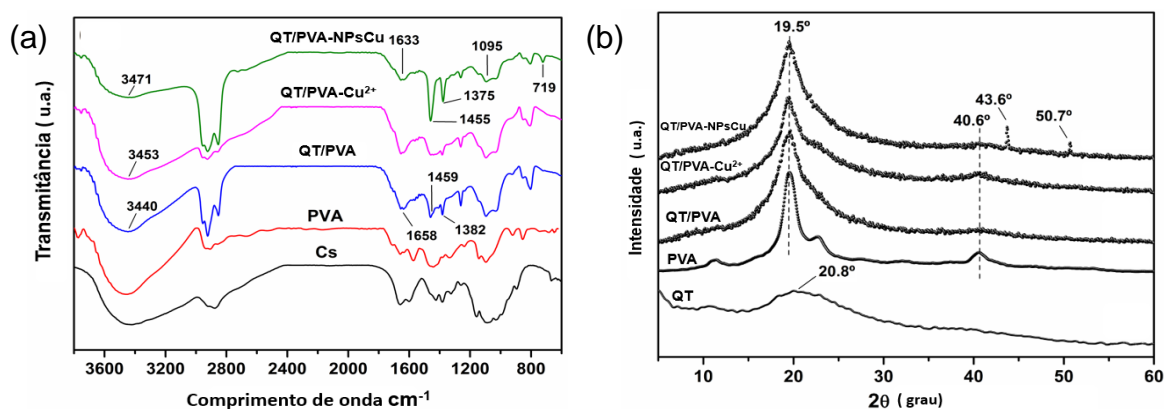 (a)
QT/PVA-NPsCu
1633
1095
3471
1375
719
1455
QT/PVA-Cu²⁺
3453
QT/PVA
1459
3440
1658
1382
PVA
Cs
Transmitância ( u.a.)
3600 3200 2800 2400 2000 1600 1200 800
Comprimento de onda cm⁻¹
(b)
19.5º
43.6º
40.6º
50.7º
QT/PVA-NPsCu
QT/PVA-Cu²⁺
QT/PVA
PVA
20.8º
QT
Intensidade ( u.a.)
10 20 30 40 50 60
2θ ( grau)